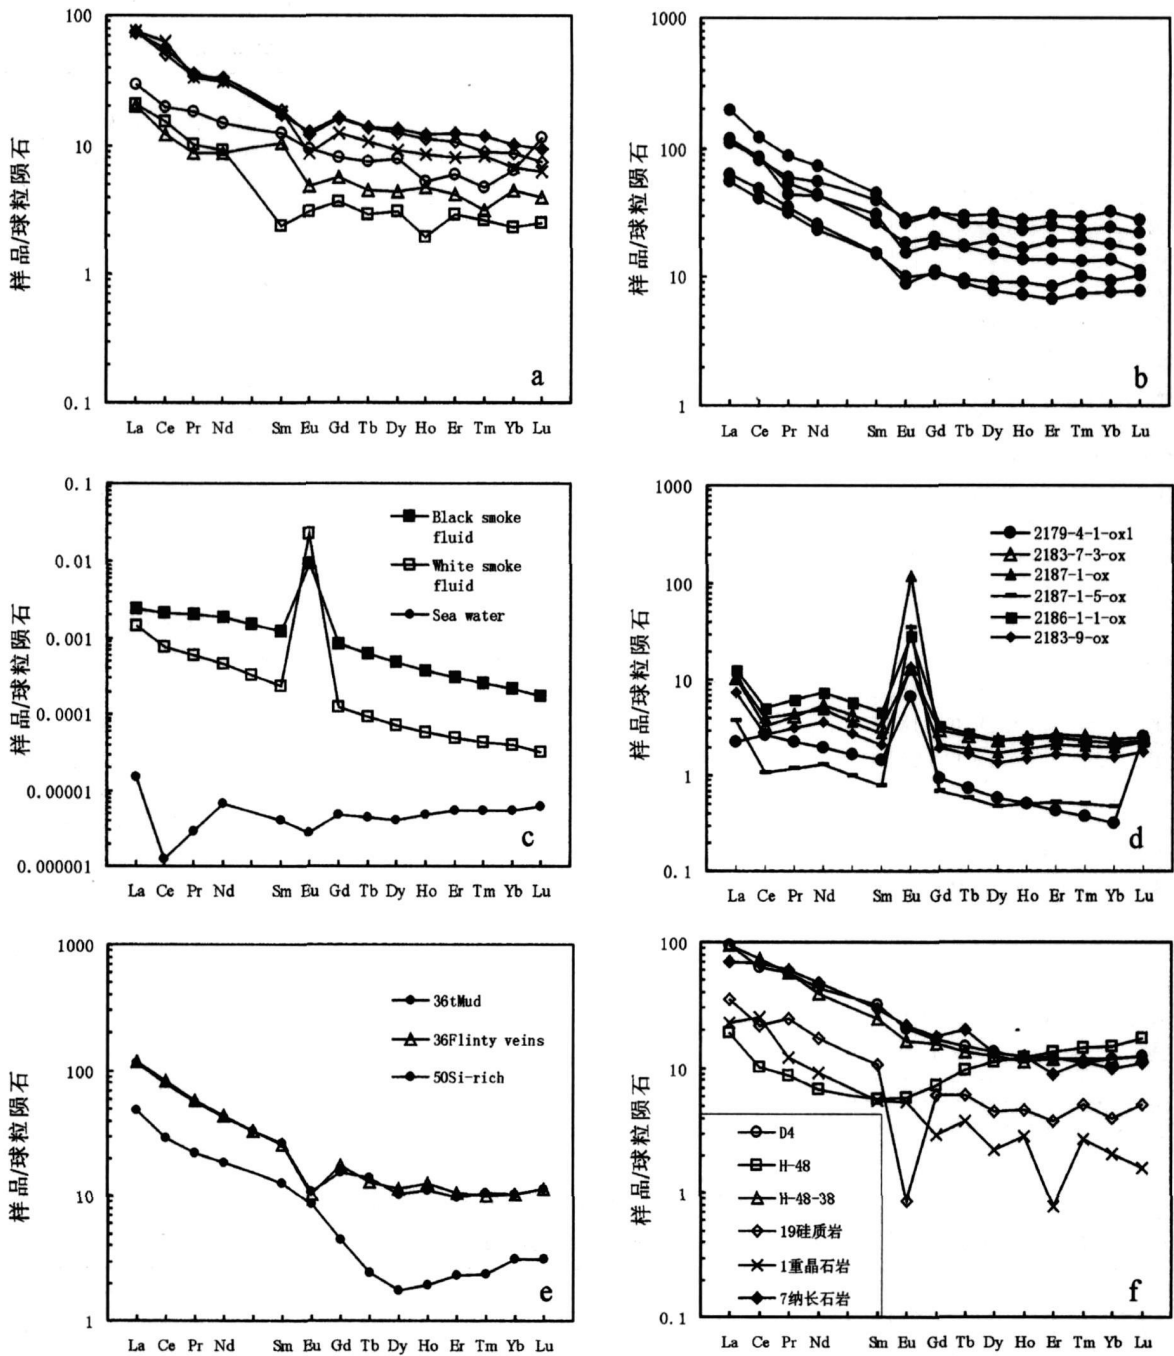 样品/球粒陨石
100
10
1
0.1
La Ce Pr Nd Sm Eu Gd Tb Dy Ho Er Tm Yb Lu
a
样品/球粒陨石
1000
100
10
1
La Ce Pr Nd Sm Eu Gd Tb Dy Ho Er Tm Yb Lu
b
样品/球粒陨石
0.1
0.01
0.001
0.0001
0.00001
0.000001
Black smoke
fluid
White smoke
fluid
Sea water
La Ce Pr Nd Sm Eu Gd Tb Dy Ho Er Tm Yb Lu
c
样品/球粒陨石
1000
100
10
1
0.1
2179-4-1-ox1
2183-7-3-ox
2187-1-ox
2187-1-5-ox
2186-1-1-ox
2183-9-ox
La Ce Pr Nd Sm Eu Gd Tb Dy Ho Er Tm Yb Lu
d
样品/球粒陨石
1000
100
10
1
36tMud
36Flinty veins
50Si-rich
La Ce Pr Nd Sm Eu Gd Tb Dy Ho Er Tm Yb Lu
e
样品/球粒陨石
100
10
1
0.1
D4
H-48
H-48-38
19硅质岩
1重晶石岩
7纳长石岩
La Ce Pr Nd Sm Eu Gd Tb Dy Ho Er Tm Yb Lu
f